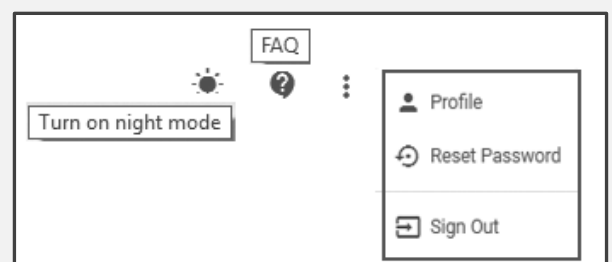 FAQ
Turn on night mode
Profile
Reset Password
Sign Out